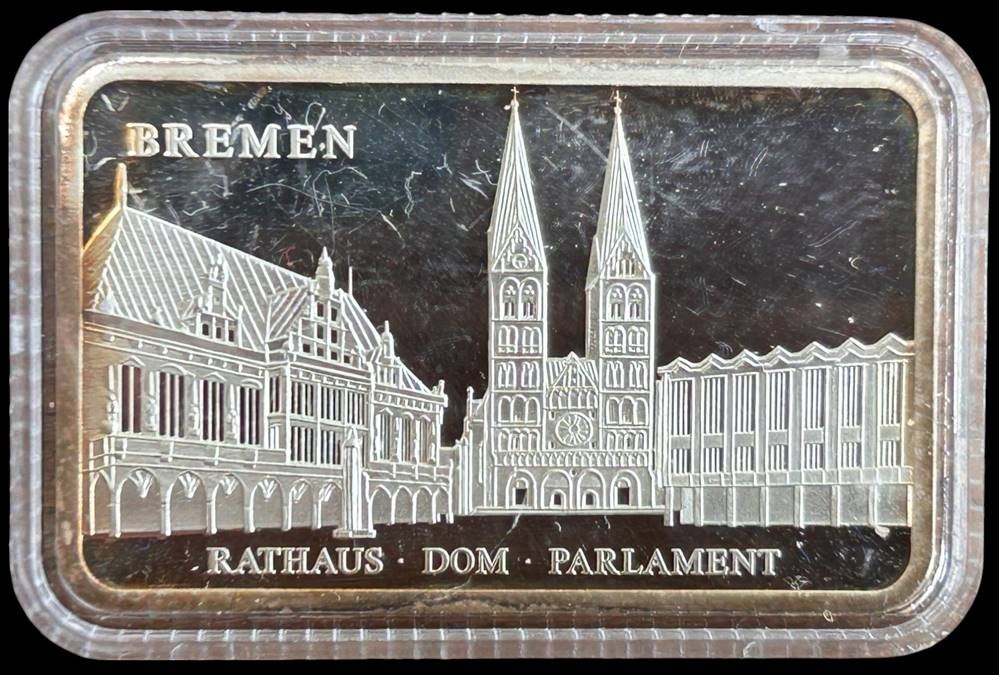 BREMEN
RATHAUS · DOM · PARLAMENT